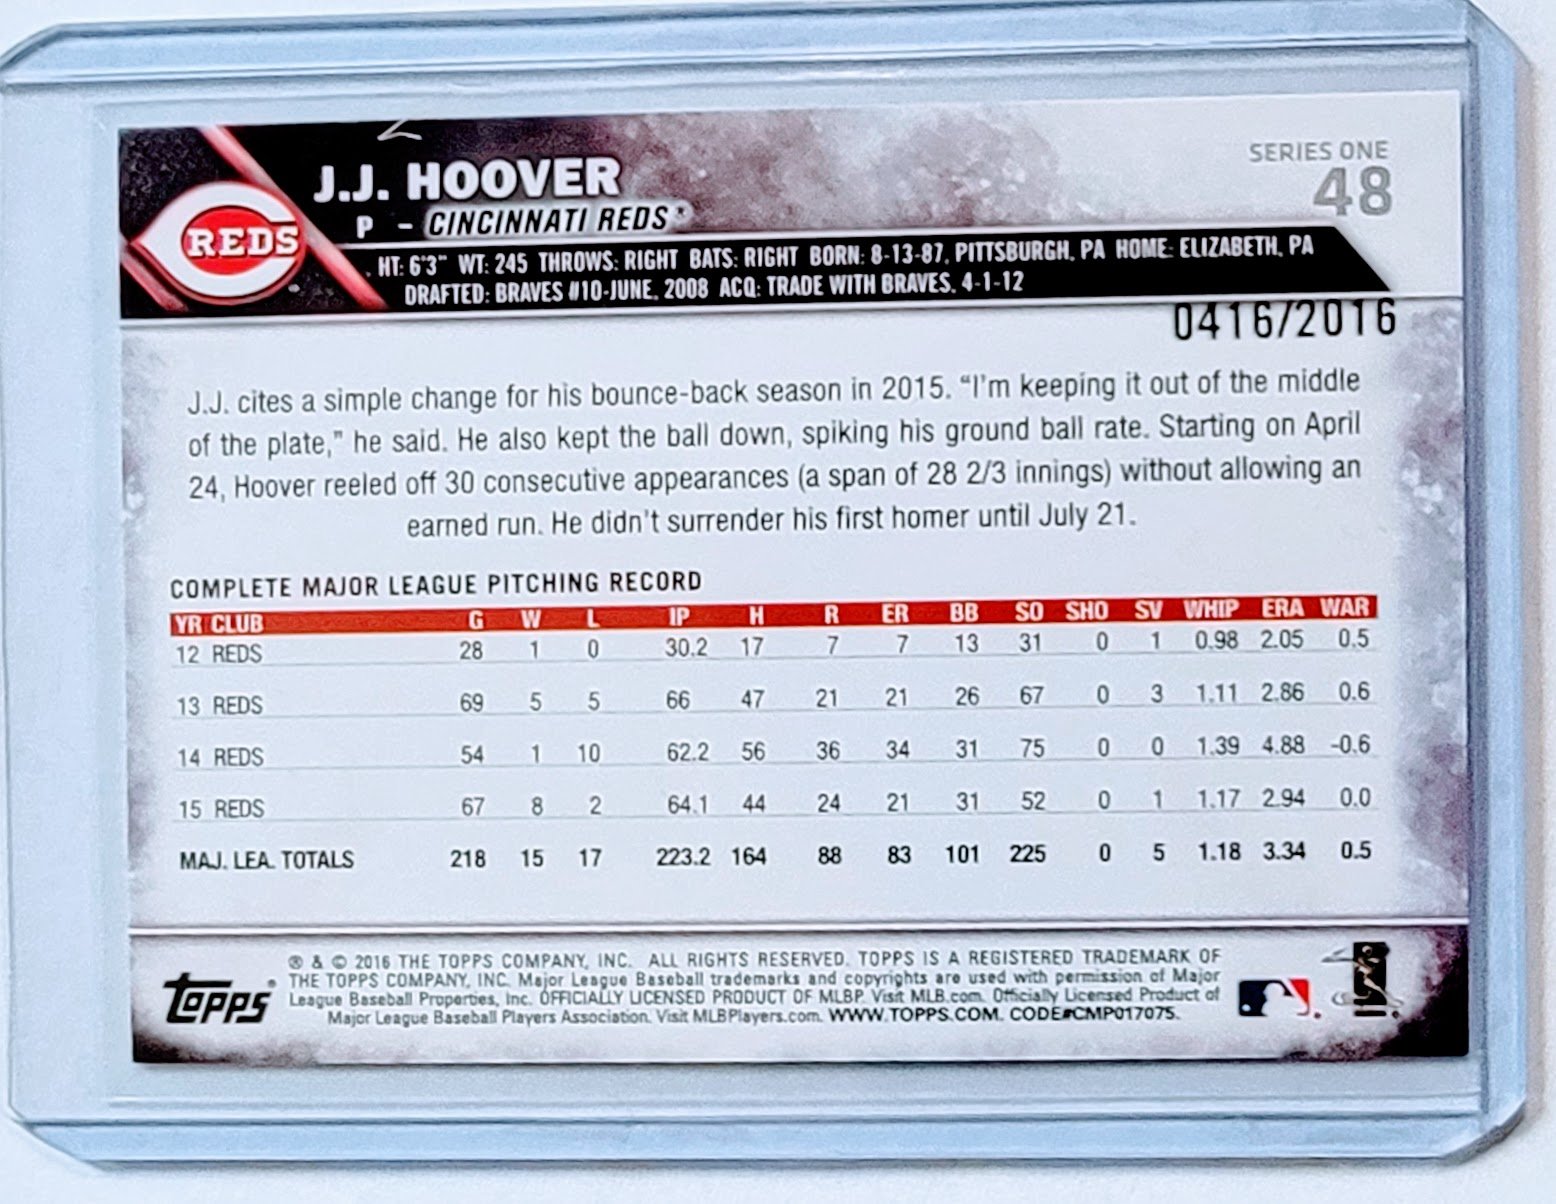 SERIES ONE
48
J.J. HOOVER
P - CINCINNATI REDS*
REDS
HT: 6'3" WT: 245 THROWS: RIGHT BATS: RIGHT BORN: 8-13-87, PITTSBURGH, PA HOME: ELIZABETH, PA
DRAFTED: BRAVES #10-JUNE, 2008 ACQ: TRADE WITH BRAVES, 4-1-12
0416/2016
J.J. cites a simple change for his bounce-back season in 2015. “I'm keeping it out of the middle
of the plate,” he said. He also kept the ball down, spiking his ground ball rate. Starting on April
24, Hoover reeled off 30 consecutive appearances (a span of 28 2/3 innings) without allowing an
earned run. He didn't surrender his first homer until July 21.
COMPLETE MAJOR LEAGUE PITCHING RECORD
YR CLUB G W L IP H R ER BB SO SHO SV WHIP ERA WAR
12 REDS 28 1 0 30.2 17 7 7 13 31 0 1 0.98 2.05 0.5
13 REDS 69 5 5 66 47 21 21 26 67 0 3 1.11 2.86 0.6
14 REDS 54 1 10 62.2 56 36 34 31 75 0 0 1.39 4.88 -0.6
15 REDS 67 8 2 64.1 44 24 21 31 52 0 1 1.17 2.94 0.0
MAJ. LEA. TOTALS 218 15 17 223.2 164 88 83 101 225 0 5 1.18 3.34 0.5
Topps®
® & © 2016 THE TOPPS COMPANY, INC. ALL RIGHTS RESERVED. TOPPS IS A REGISTERED TRADEMARK OF
THE TOPPS COMPANY, INC. Major League Baseball trademarks and copyrights are used with permission of Major
League Baseball Properties, Inc. OFFICIALLY LICENSED PRODUCT OF MLBP. Visit MLB.com. Officially Licensed Product of
Major League Baseball Players Association. Visit MLBPlayers.com. WWW.TOPPS.COM. CODE#CMP017075.